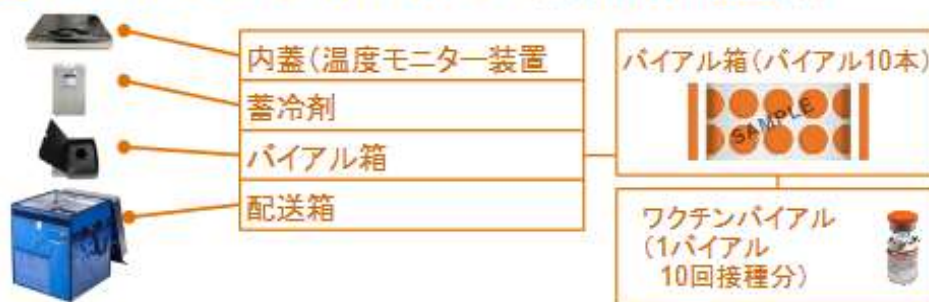 内蓋(温度モニター装置
蓄冷剤
バイアル箱
配送箱
バイアル箱(バイアル10本)
SAMPLE
ワクチンバイアル
(1バイアル
10回接種分)